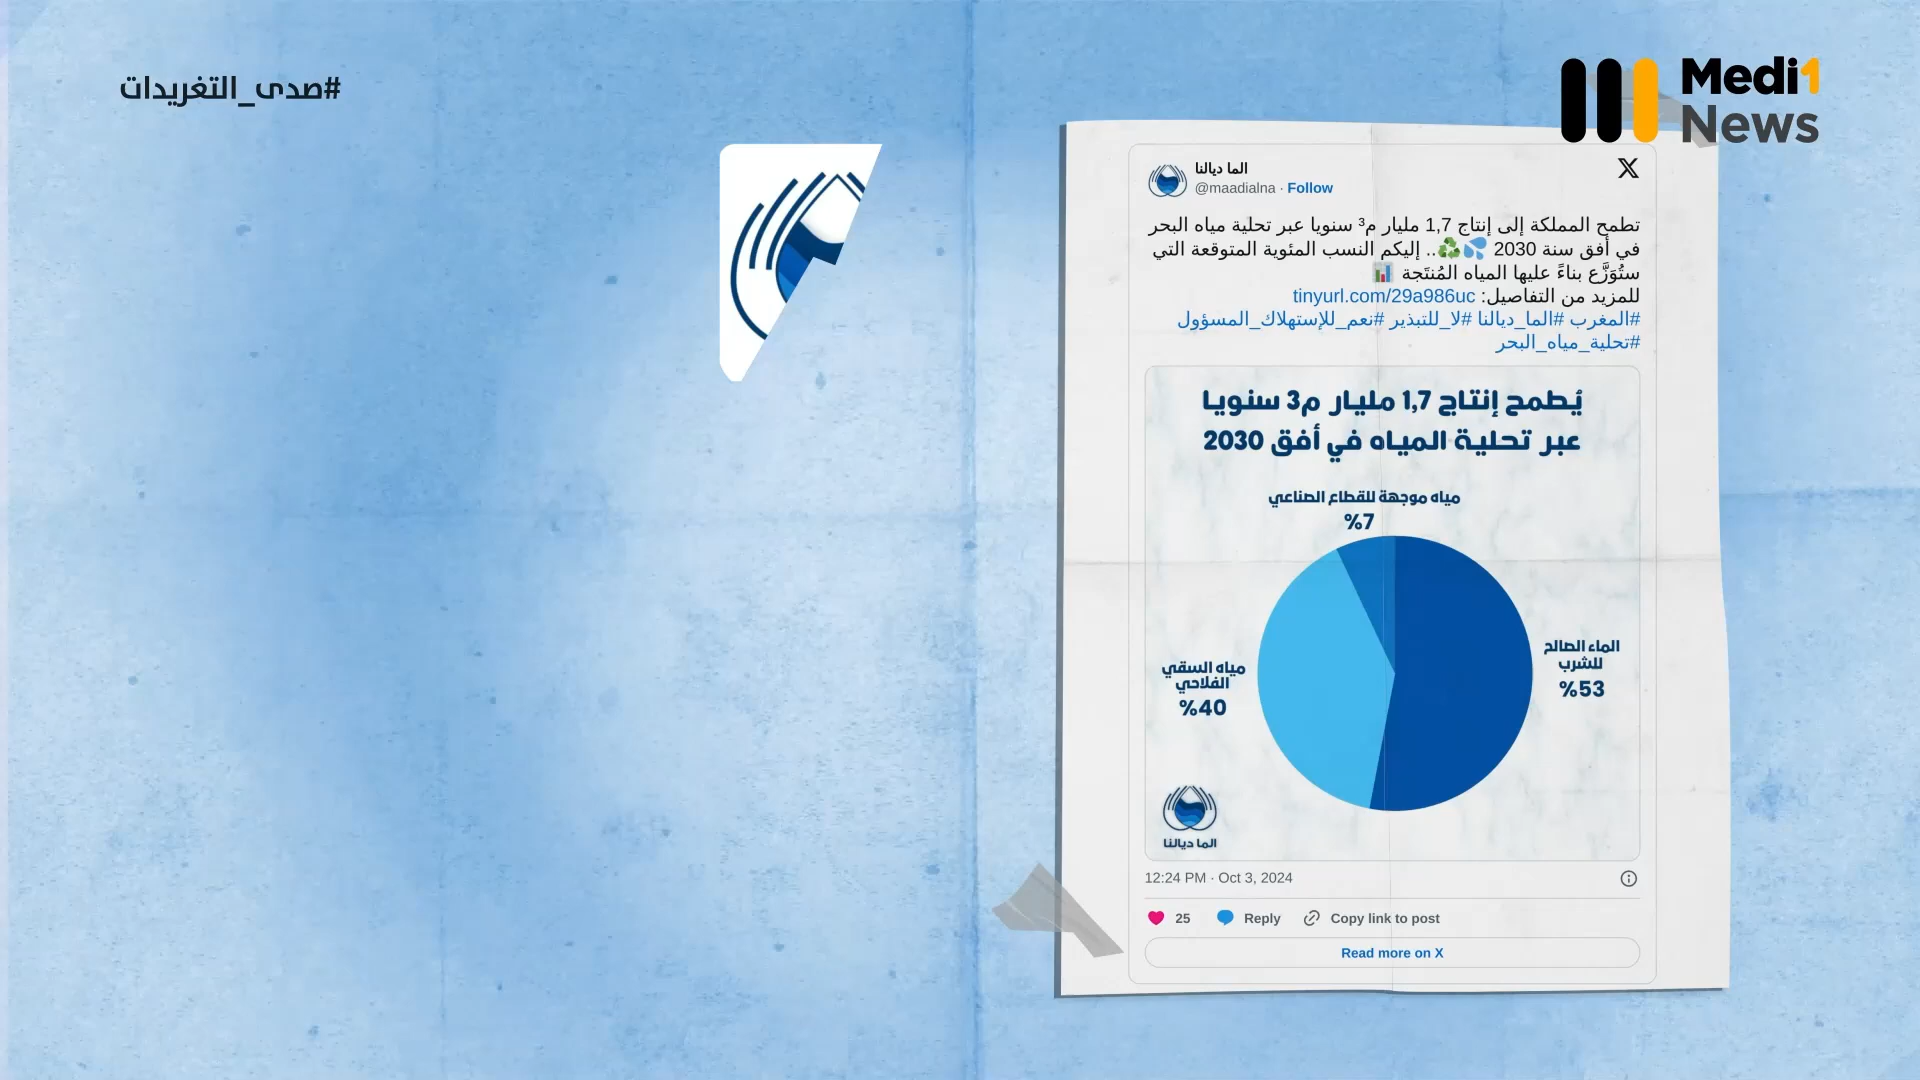 #صدى_التغريدات
Medi1
News
الما ديالنا
@maadialna · Follow
تطمح المملكة إلى إنتاج 1,7 مليار م³ سنويا عبر تحلية مياه البحر
في أفق سنة 2030 💦♻️.. إليكم النسب المئوية المتوقعة التي
ستُوَزَّع بناءً عليها المياه المُنتَجة 📊
للمزيد من التفاصيل: tinyurl.com/29a986uc
#المغرب #الما_ديالنا #لا_للتبذير #نعم_للإستهلاك_المسؤول
#تحلية_مياه_البحر
يُطمح إنتاج 1,7 مليار م3 سنويا
عبر تحلية المياه في أفق 2030
مياه موجهة للقطاع الصناعي
%7
الماء الصالح
للشرب
%53
مياه السقي
الفلاحي
%40
الما ديالنا
12:24 PM · Oct 3, 2024
25 Reply Copy link to post
Read more on X